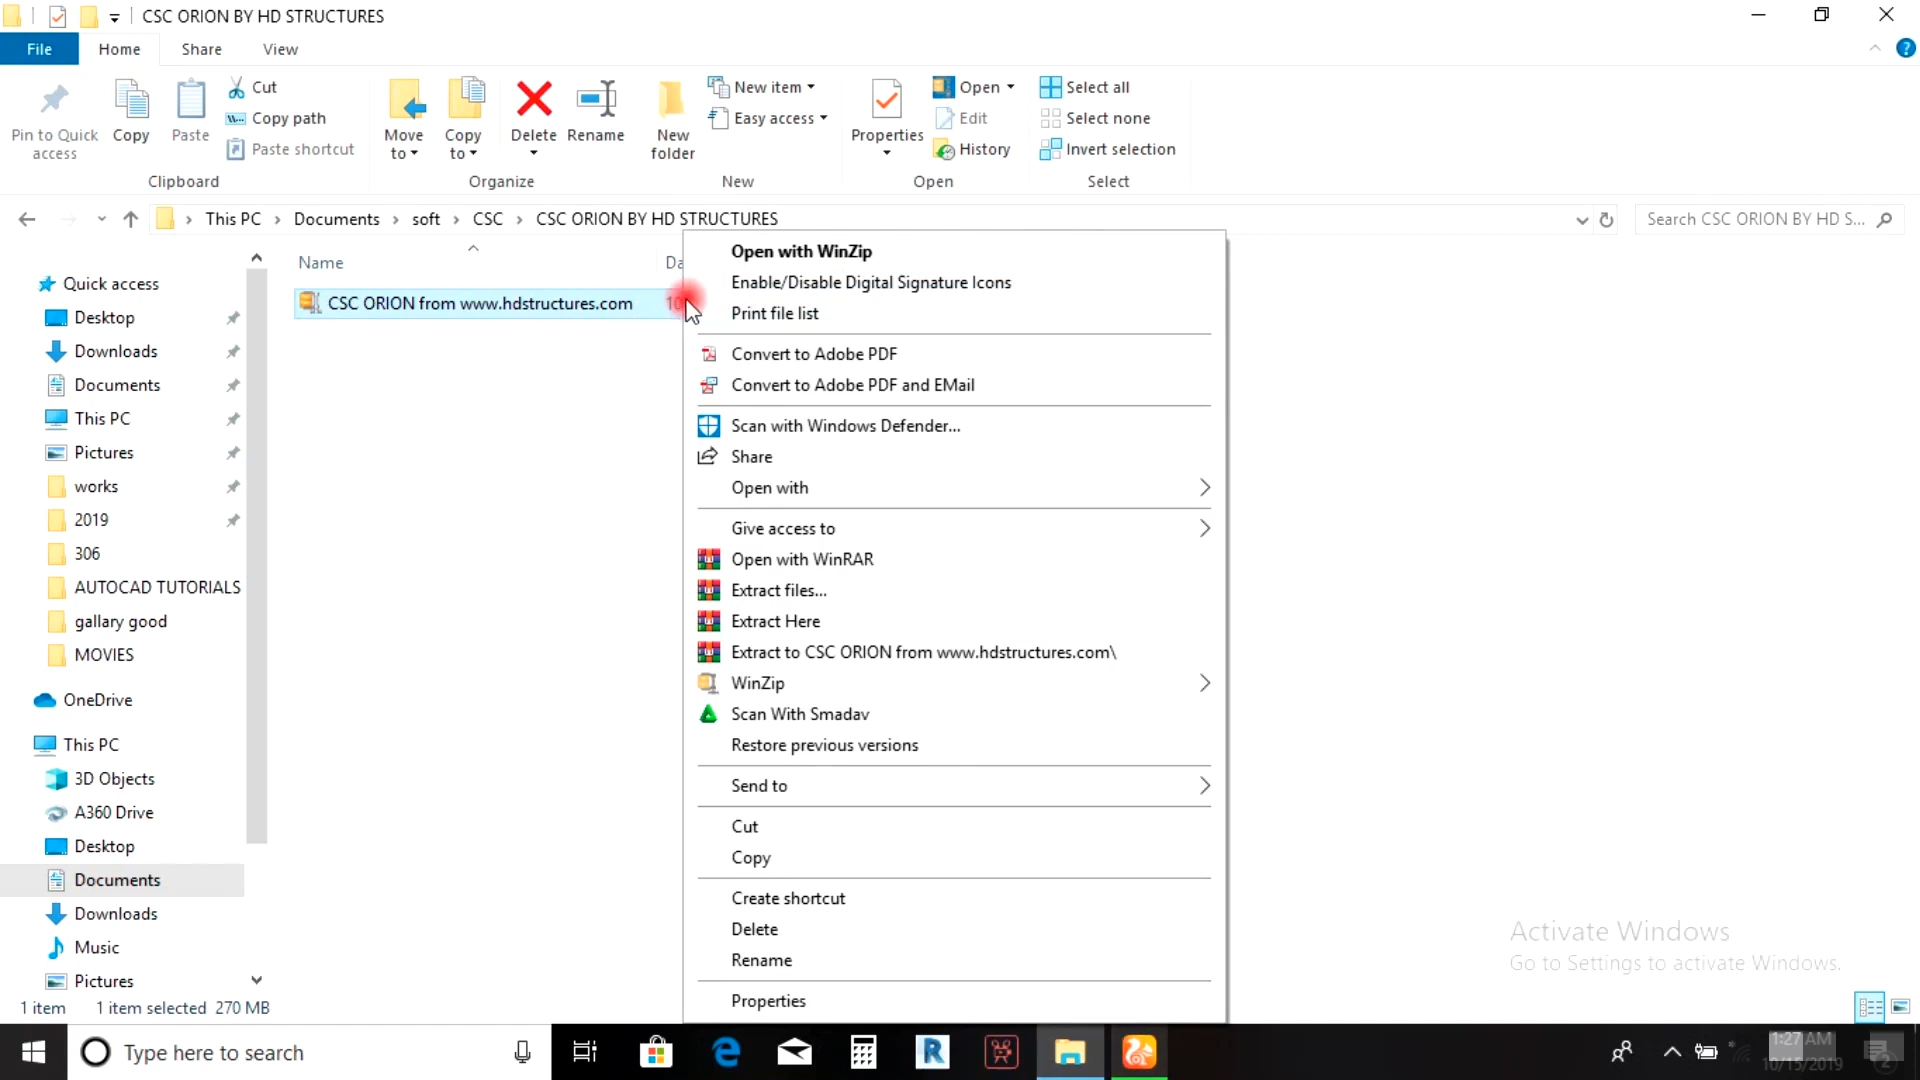 CSC ORION BY HD STRUCTURES
File Home Share View
Pin to Quick access
Copy
Paste
Cut
Copy path
Paste shortcut
Clipboard
Move to
Copy to
Delete
Rename
Organize
New folder
New item
Easy access
New
Properties
Open
Edit
History
Open
Select all
Select none
Invert selection
Select
This PC > Documents > soft > CSC > CSC ORION BY HD STRUCTURES
Search CSC ORION BY HD S...
Name
Da
CSC ORION from www.hdstructures.com
10
Quick access
Desktop
Downloads
Documents
This PC
Pictures
works
2019
306
AUTOCAD TUTORIALS
gallary good
MOVIES
OneDrive
This PC
3D Objects
A360 Drive
Desktop
Documents
Downloads
Music
Pictures
Open with WinZip
Enable/Disable Digital Signature Icons
Print file list
Convert to Adobe PDF
Convert to Adobe PDF and EMail
Scan with Windows Defender...
Share
Open with
Give access to
Open with WinRAR
Extract files...
Extract Here
Extract to CSC ORION from www.hdstructures.com\
WinZip
Scan With Smadav
Restore previous versions
Send to
Cut
Copy
Create shortcut
Delete
Rename
Properties
Activate Windows
Go to Settings to activate Windows.
1 item 1 item selected 270 MB
Type here to search
1:27 AM
10/15/2019
2